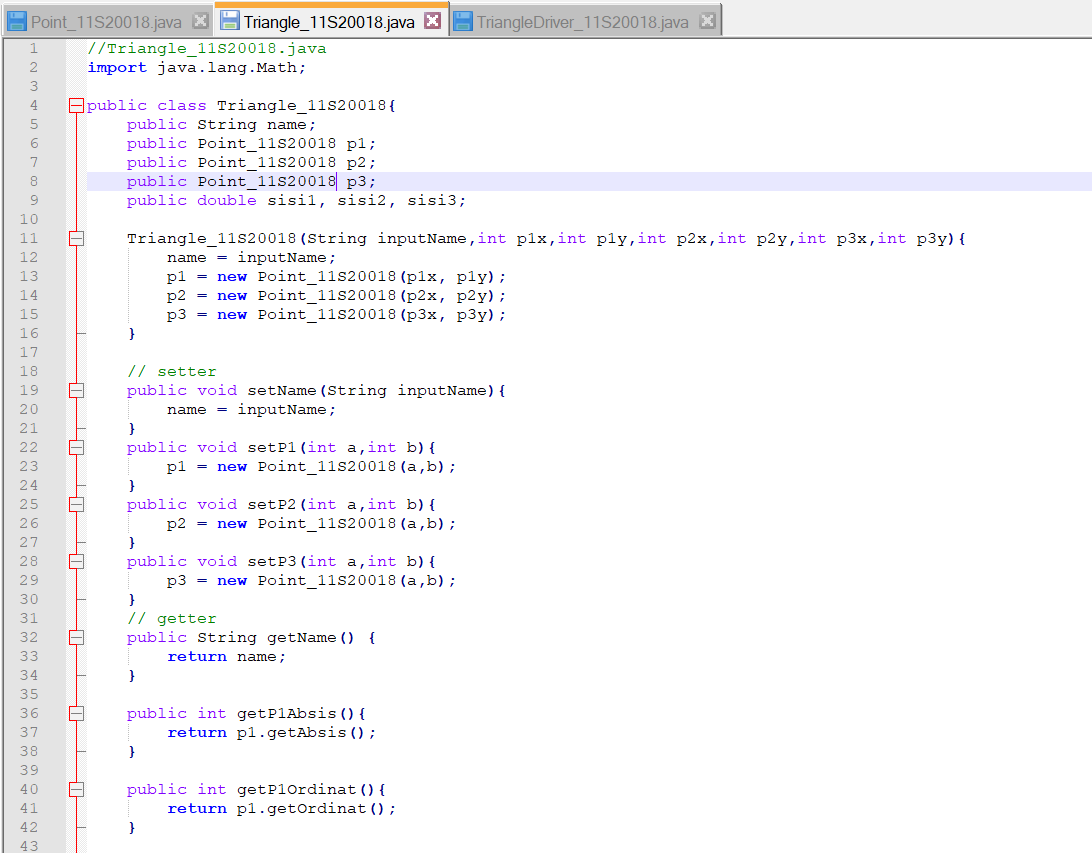 Point_11S20018.java Triangle_11S20018.java TriangleDriver_11S20018.java
1 //Triangle_11S20018.java
2 import java.lang.Math;
3
4 public class Triangle_11S20018{
5 public String name;
6 public Point_11S20018 p1;
7 public Point_11S20018 p2;
8 public Point_11S20018 p3;
9 public double sisi1, sisi2, sisi3;
10
11 Triangle_11S20018(String inputName,int p1x,int p1y,int p2x,int p2y,int p3x,int p3y){
12 name = inputName;
13 p1 = new Point_11S20018(p1x, p1y);
14 p2 = new Point_11S20018(p2x, p2y);
15 p3 = new Point_11S20018(p3x, p3y);
16 }
17
18 // setter
19 public void setName(String inputName){
20 name = inputName;
21 }
22 public void setP1(int a,int b){
23 p1 = new Point_11S20018(a,b);
24 }
25 public void setP2(int a,int b){
26 p2 = new Point_11S20018(a,b);
27 }
28 public void setP3(int a,int b){
29 p3 = new Point_11S20018(a,b);
30 }
31 // getter
32 public String getName() {
33 return name;
34 }
35
36 public int getP1Absis(){
37 return p1.getAbsis();
38 }
39
40 public int getP1Ordinat(){
41 return p1.getOrdinat();
42 }
43